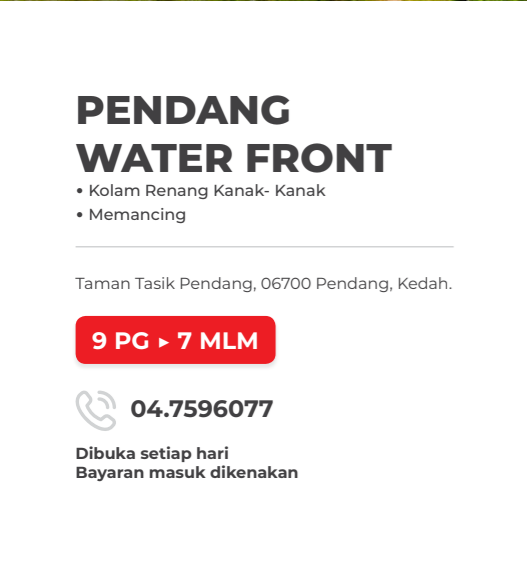 PENDANG
WATER FRONT
• Kolam Renang Kanak- Kanak
• Memancing
Taman Tasik Pendang, 06700 Pendang, Kedah.
9 PG ▸ 7 MLM
04.7596077
Dibuka setiap hari
Bayaran masuk dikenakan